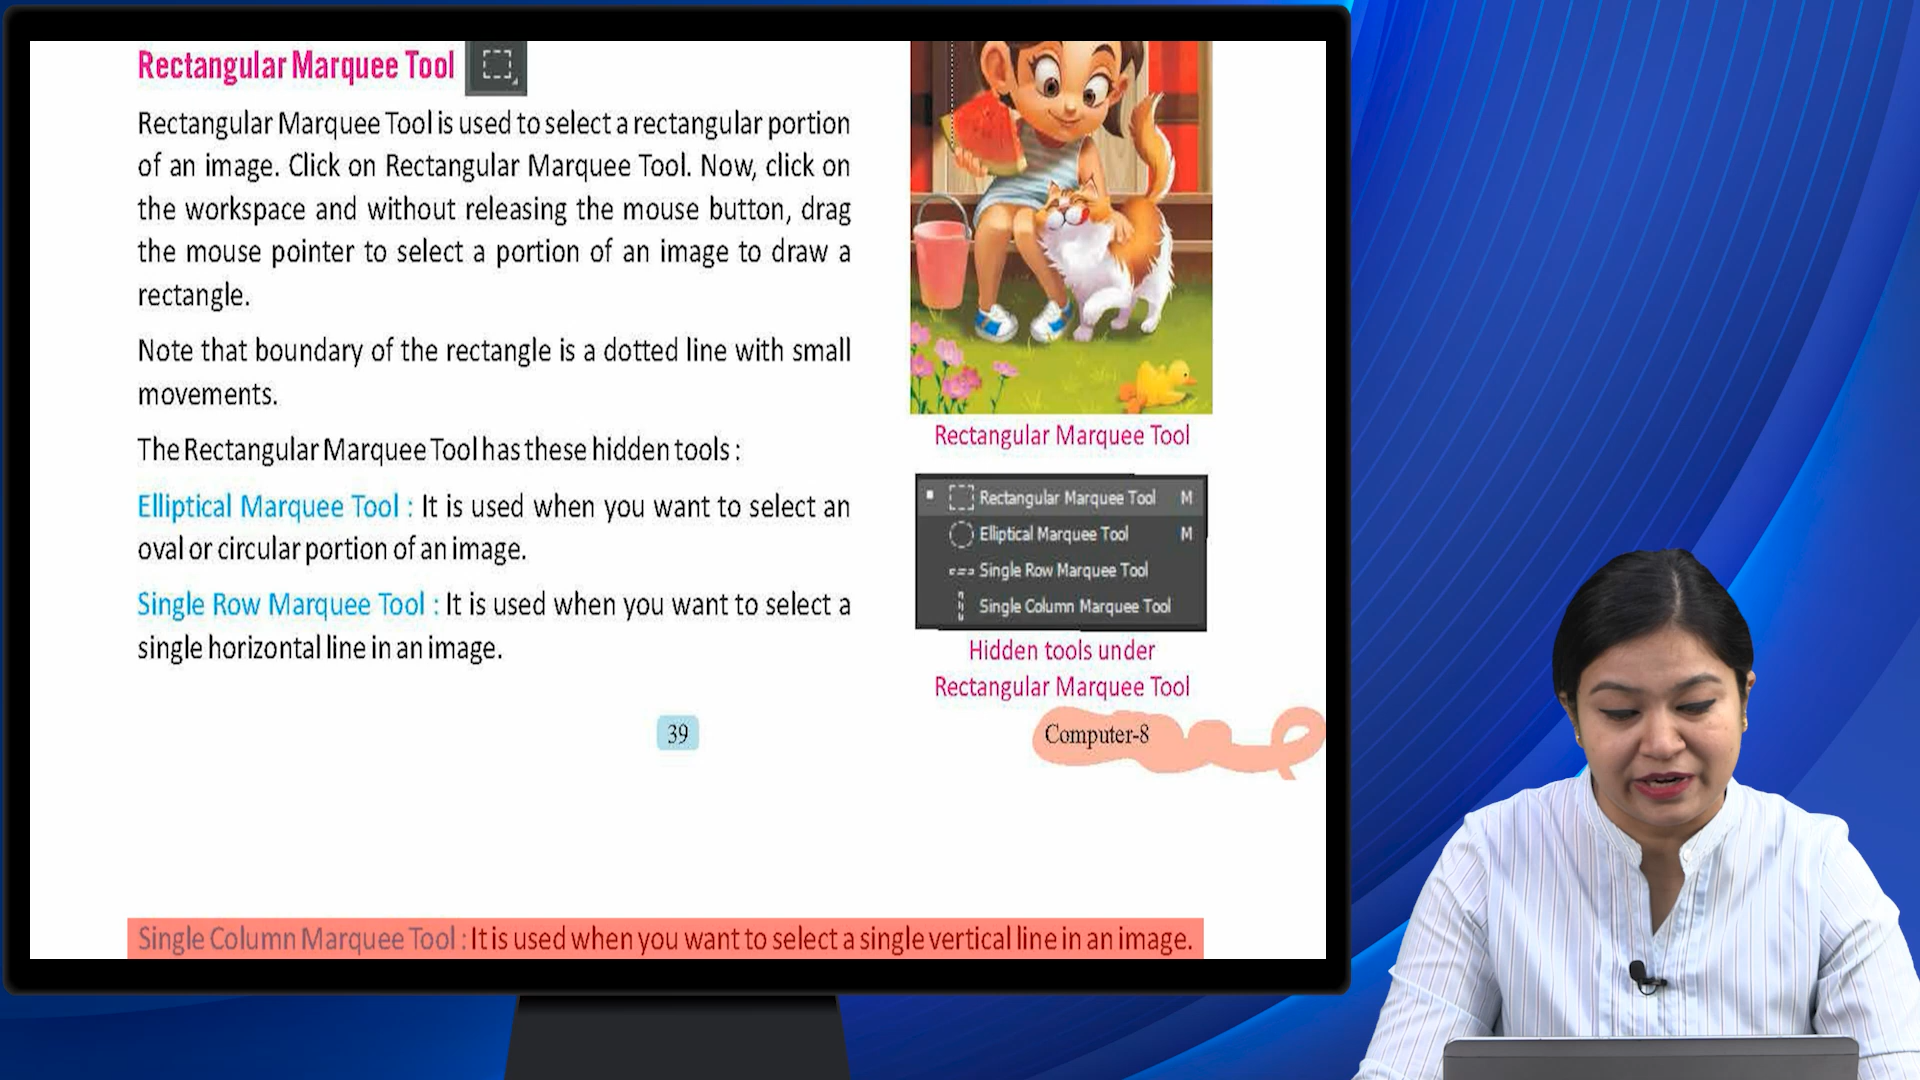 Rectangular Marquee Tool
Rectangular Marquee Tool is used to select a rectangular portion
of an image. Click on Rectangular Marquee Tool. Now, click on
the workspace and without releasing the mouse button, drag
the mouse pointer to select a portion of an image to draw a
rectangle.
Note that boundary of the rectangle is a dotted line with small
movements.
The Rectangular Marquee Tool has these hidden tools :
Elliptical Marquee Tool : It is used when you want to select an
oval or circular portion of an image.
Single Row Marquee Tool : It is used when you want to select a
single horizontal line in an image.
Rectangular Marquee Tool
Rectangular Marquee Tool M
Elliptical Marquee Tool M
Single Row Marquee Tool
Single Column Marquee Tool
Hidden tools under
Rectangular Marquee Tool
39
Computer-8
Single Column Marquee Tool : It is used when you want to select a single vertical line in an image.